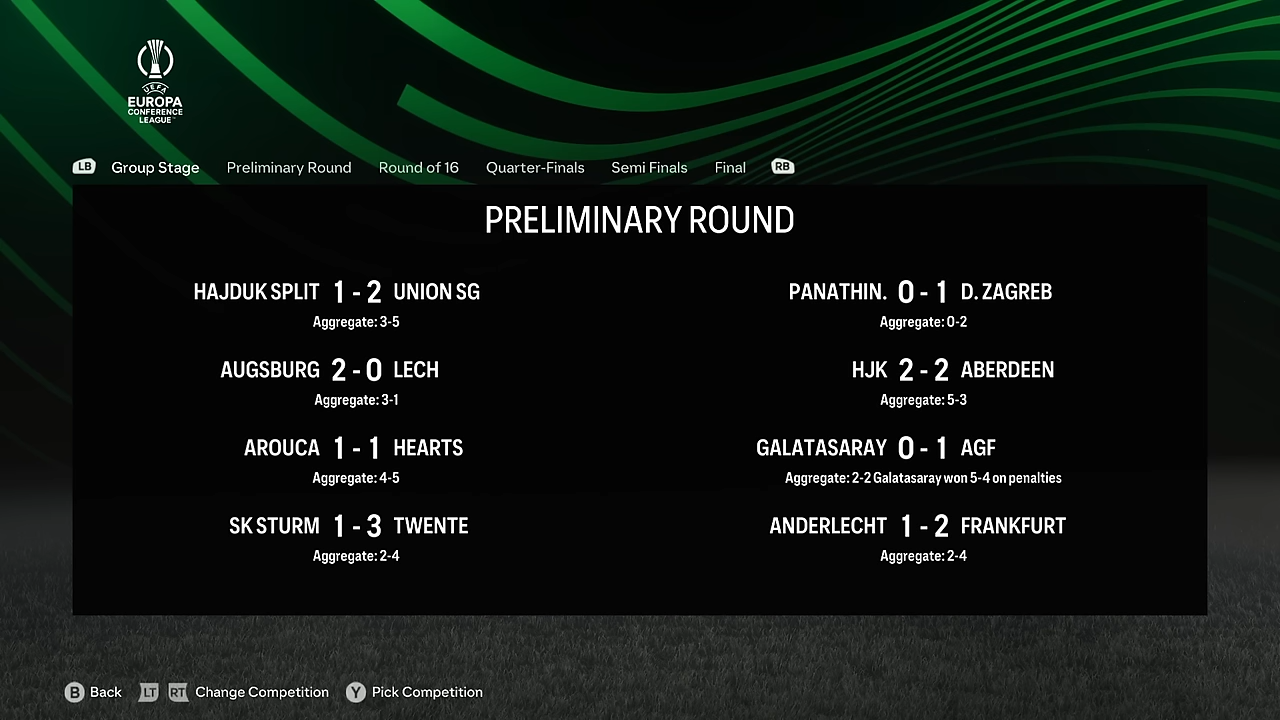 UEFA
EUROPA
CONFERENCE
LEAGUE™
LB Group Stage Preliminary Round Round of 16 Quarter-Finals Semi Finals Final RB
PRELIMINARY ROUND
HAJDUK SPLIT 1 - 2 UNION SG
Aggregate: 3-5
AUGSBURG 2 - 0 LECH
Aggregate: 3-1
AROUCA 1 - 1 HEARTS
Aggregate: 4-5
SK STURM 1 - 3 TWENTE
Aggregate: 2-4
PANATHIN. 0 - 1 D. ZAGREB
Aggregate: 0-2
HJK 2 - 2 ABERDEEN
Aggregate: 5-3
GALATASARAY 0 - 1 AGF
Aggregate: 2-2 Galatasaray won 5-4 on penalties
ANDERLECHT 1 - 2 FRANKFURT
Aggregate: 2-4
B Back LT RT Change Competition Y Pick Competition